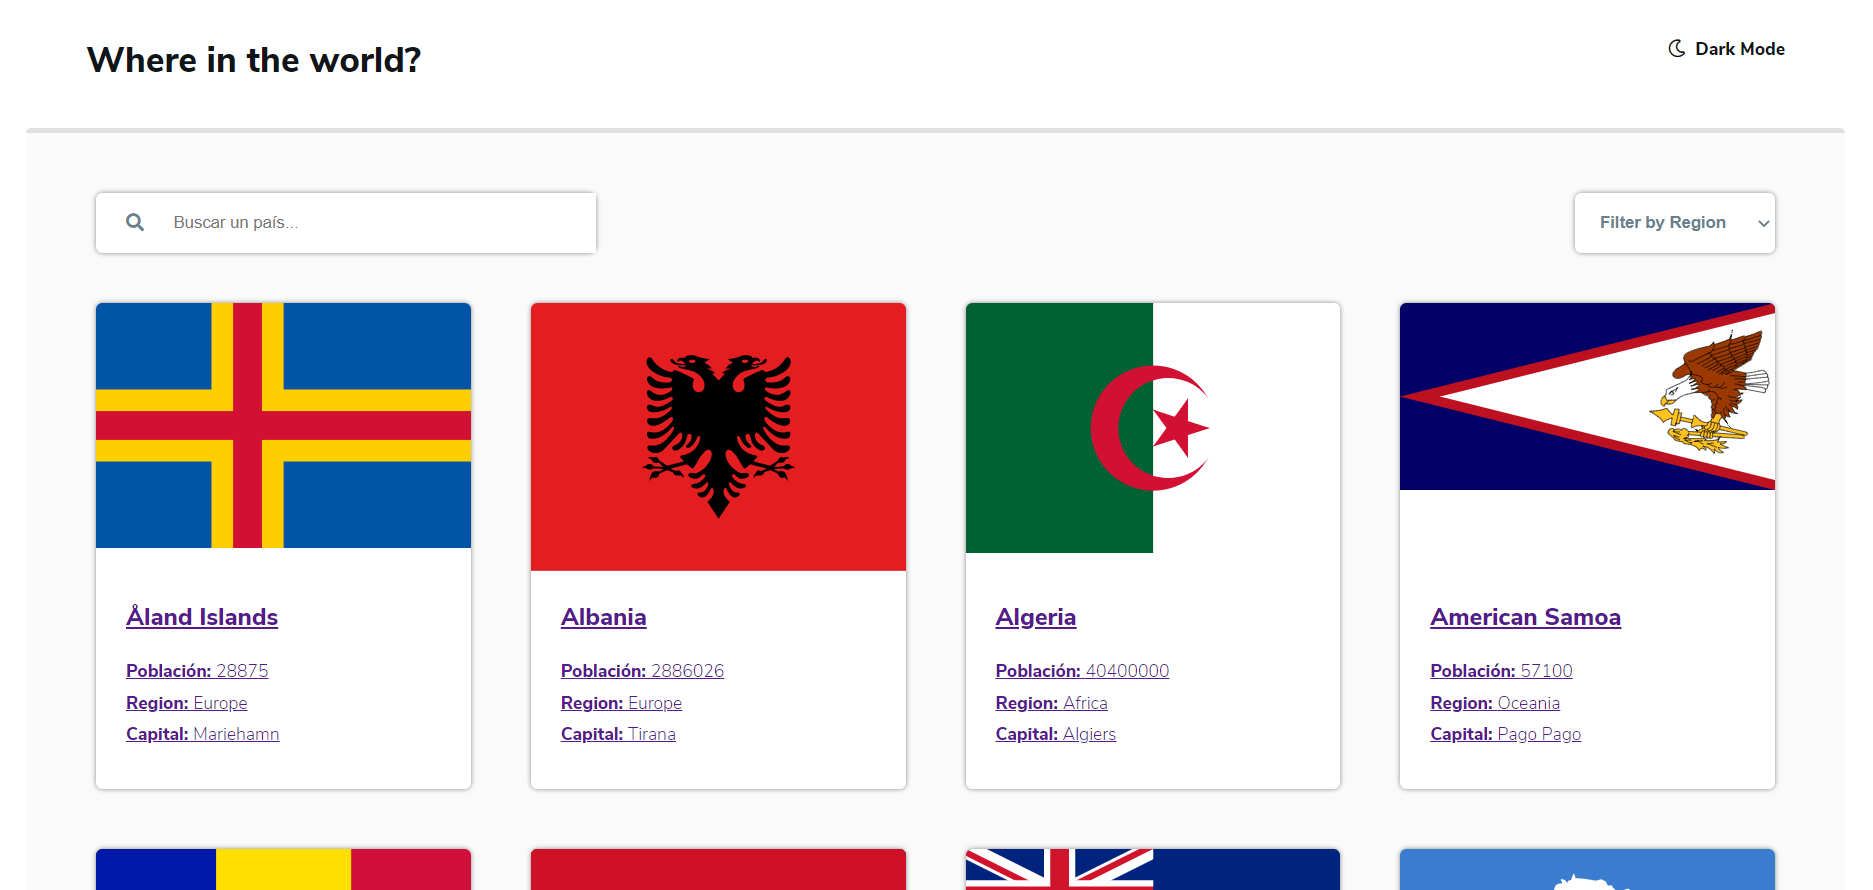 Where in the world?
Dark Mode
Buscar un país...
Filter by Region
Åland Islands
Población: 28875
Region: Europe
Capital: Mariehamn
Albania
Población: 2886026
Region: Europe
Capital: Tirana
Algeria
Población: 40400000
Region: Africa
Capital: Algiers
American Samoa
Población: 57100
Region: Oceania
Capital: Pago Pago